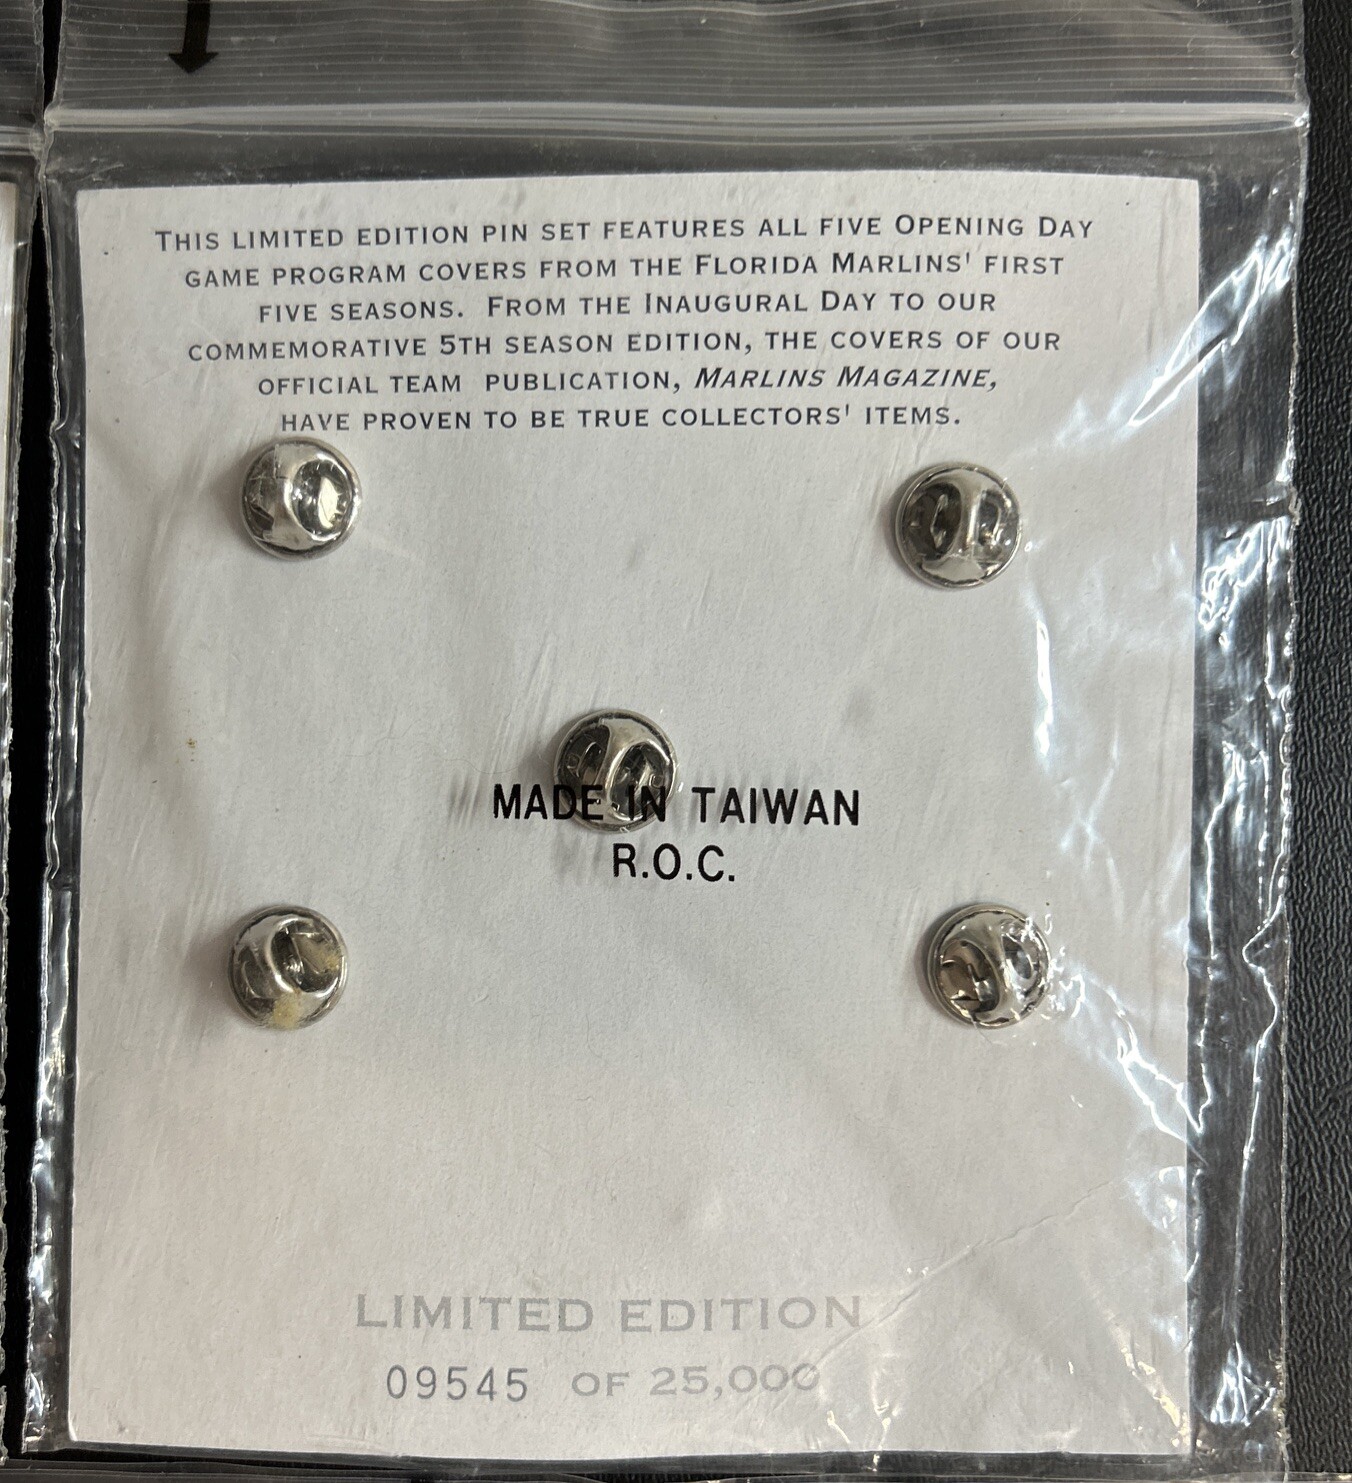 THIS LIMITED EDITION PIN SET FEATURES ALL FIVE OPENING DAY
GAME PROGRAM COVERS FROM THE FLORIDA MARLINS' FIRST
FIVE SEASONS. FROM THE INAUGURAL DAY TO OUR
COMMEMORATIVE 5TH SEASON EDITION, THE COVERS OF OUR
OFFICIAL TEAM PUBLICATION, MARLINS MAGAZINE,
HAVE PROVEN TO BE TRUE COLLECTORS' ITEMS.
MADE IN TAIWAN
R.O.C.
LIMITED EDITION
09545 OF 25,000